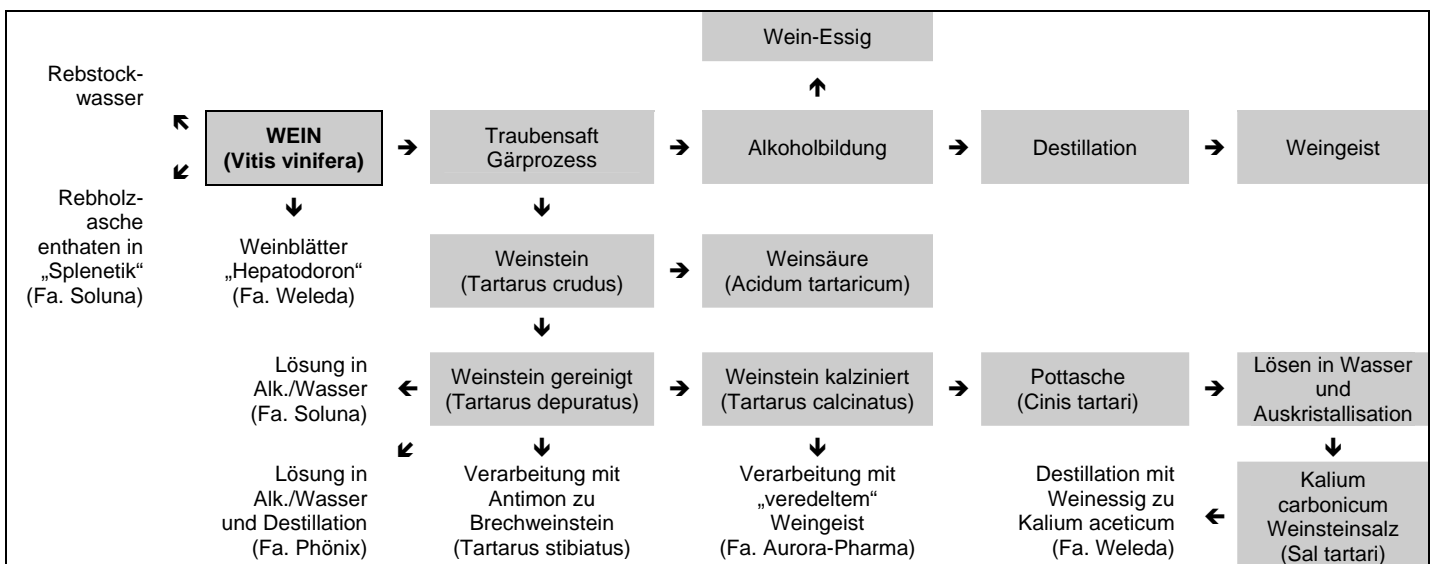 Wein-Essig
Rebstock-
wasser
WEIN
(Vitis vinifera)
Traubensaft
Gärprozess
Alkoholbildung
Destillation
Weingeist
Rebholz-
asche
enthaten in
„Splenetik“
(Fa. Soluna)
Weinblätter
„Hepatodoron“
(Fa. Weleda)
Weinstein
(Tartarus crudus)
Weinsäure
(Acidum tartaricum)
Lösung in
Alk./Wasser
(Fa. Soluna)
Weinstein gereinigt
(Tartarus depuratus)
Weinstein kalziniert
(Tartarus calcinatus)
Pottasche
(Cinis tartari)
Lösen in Wasser
und
Auskristallisation
Lösung in
Alk./Wasser
und Destillation
(Fa. Phönix)
Verarbeitung mit
Antimon zu
Brechweinstein
(Tartarus stibiatus)
Verarbeitung mit
„veredeltem“
Weingeist
(Fa. Aurora-Pharma)
Destillation mit
Weinessig zu
Kalium aceticum
(Fa. Weleda)
Kalium
carbonicum
Weinsteinsalz
(Sal tartari)